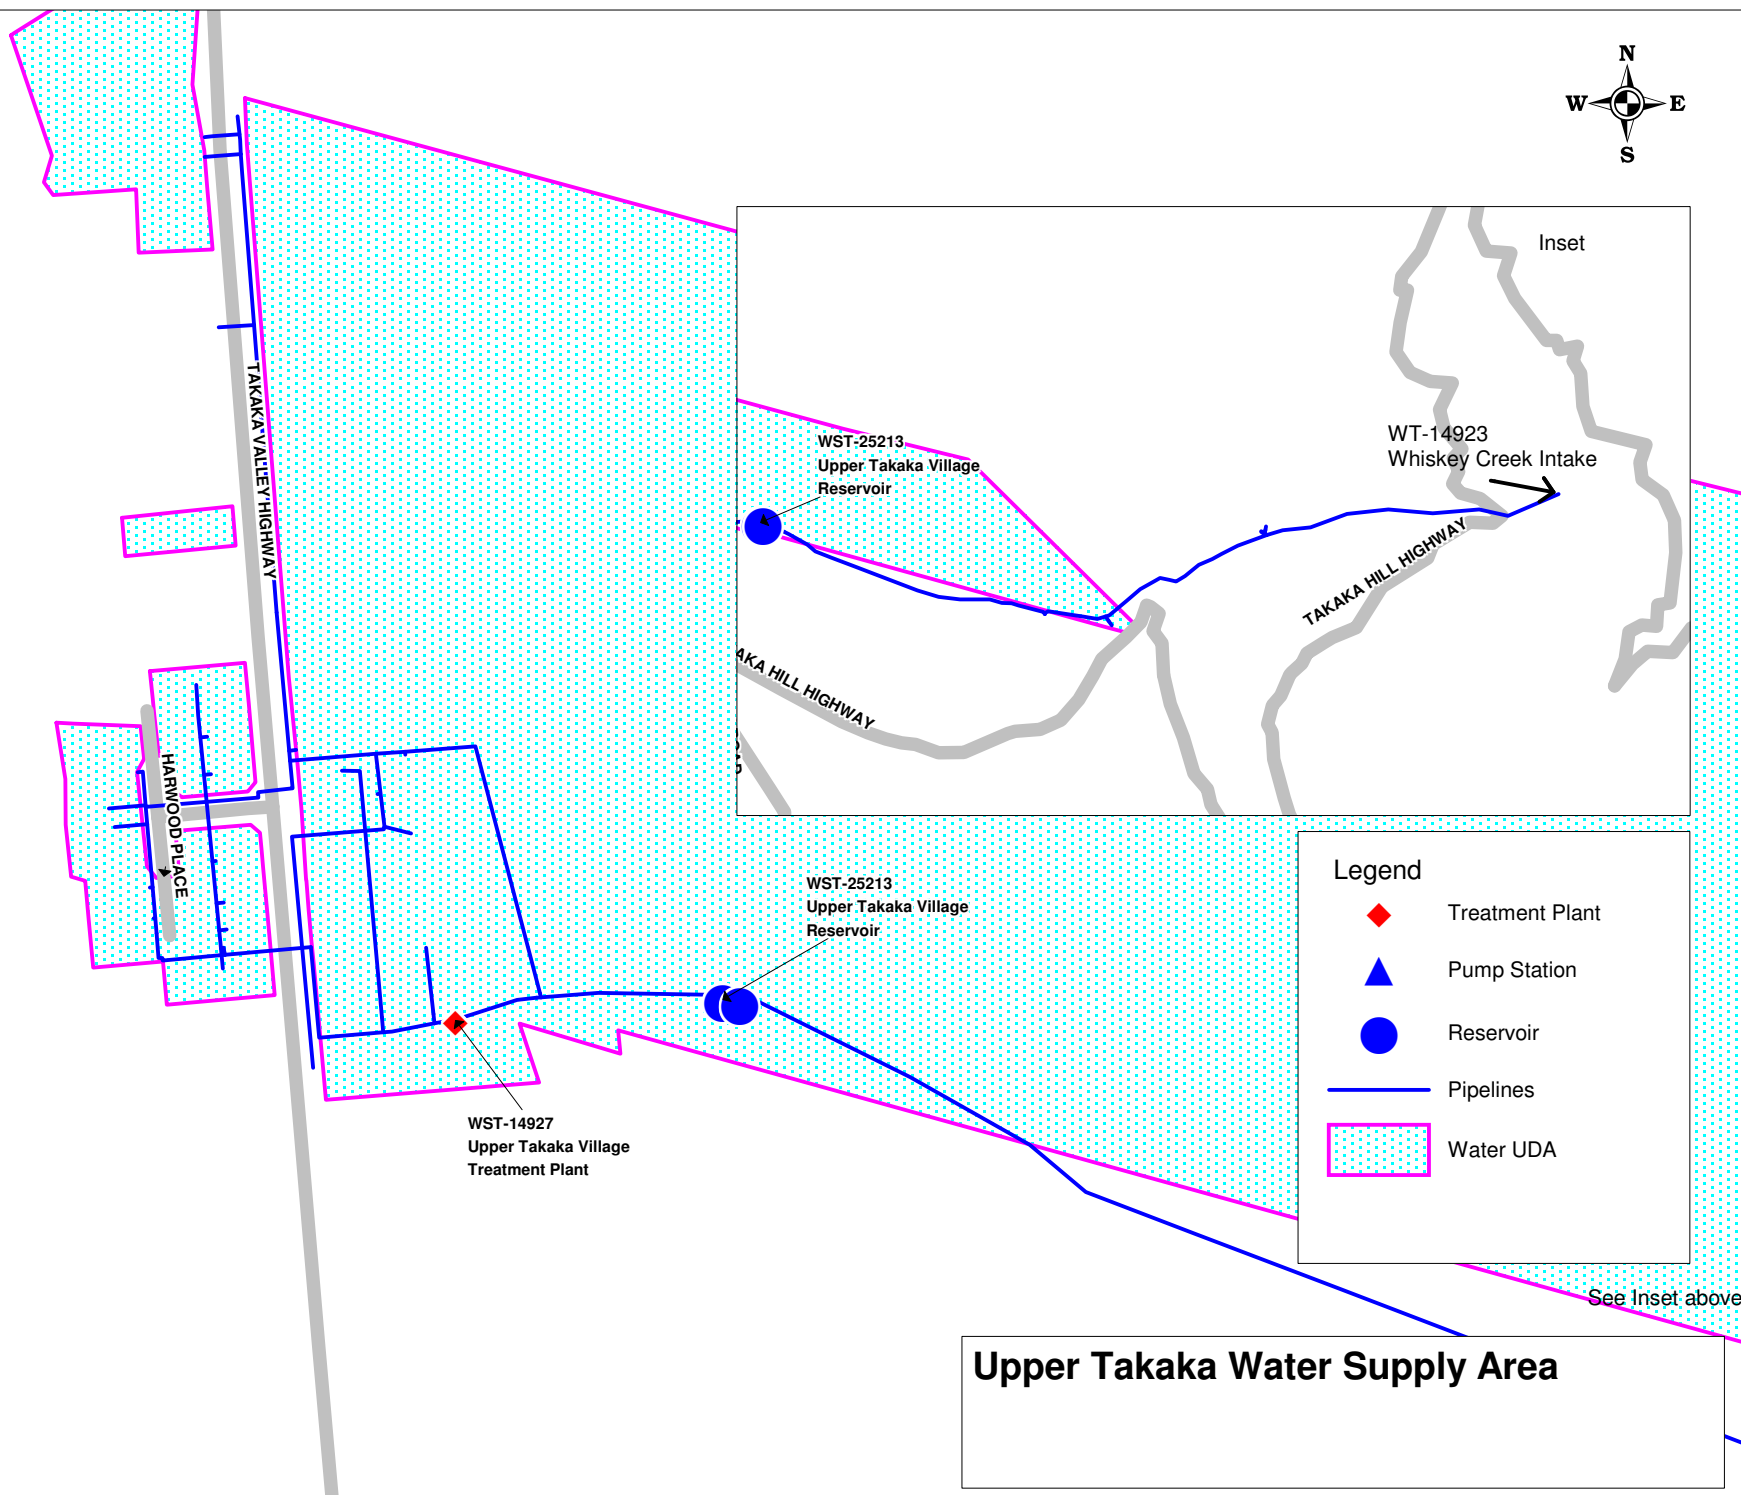 N
W E
S
Inset
TAKAKA VALLEY HIGHWAY
WT-14923
Whiskey Creek Intake
WST-25213
Upper Takaka Village
Reservoir
TAKAKA HILL HIGHWAY
AKA HILL HIGHWAY
HARWOOD PLACE
WST-25213
Upper Takaka Village
Reservoir
WST-14927
Upper Takaka Village
Treatment Plant
Legend
Treatment Plant
Pump Station
Reservoir
Pipelines
Water UDA
See Inset above
Upper Takaka Water Supply Area